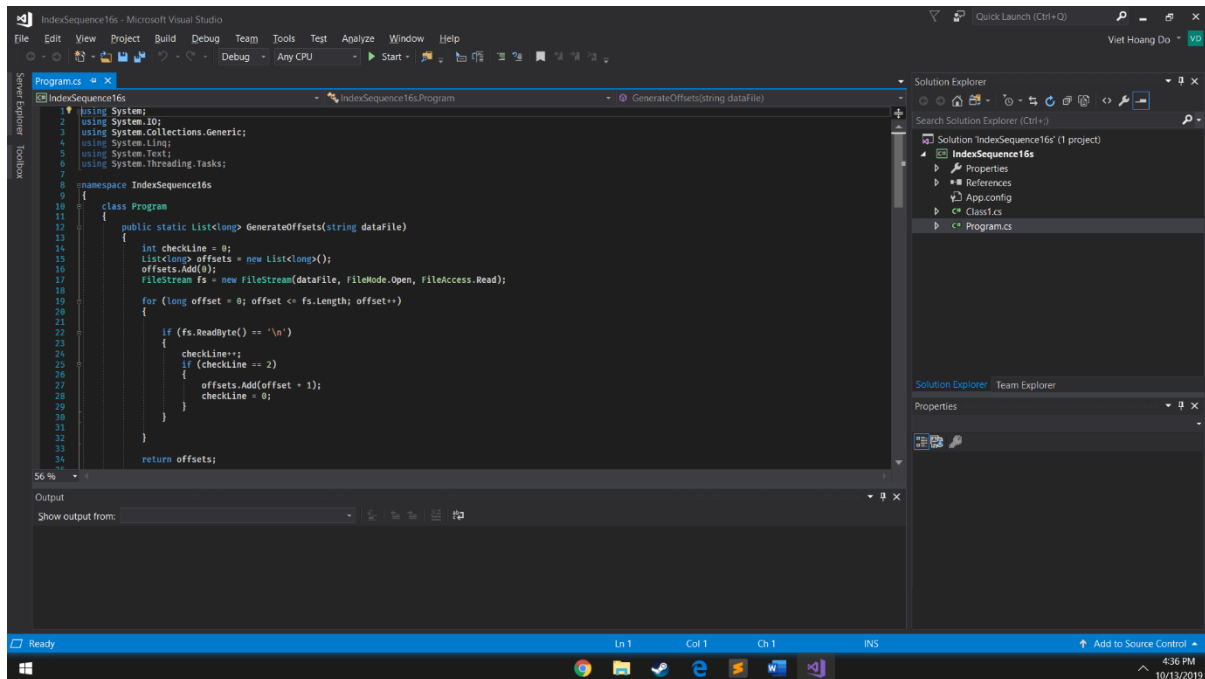 IndexSequence16s - Microsoft Visual Studio
Quick Launch (Ctrl+Q)
File Edit View Project Build Debug Team Tools Test Analyze Window Help
Viet Hoang Do VD
Debug Any CPU Start
Server Explorer
Toolbox
Program.cs
IndexSequence16s IndexSequence16s.Program GenerateOffsets(string dataFile)
1 using System;
2 using System.IO;
3 using System.Collections.Generic;
4 using System.Linq;
5 using System.Text;
6 using System.Threading.Tasks;
7
8 namespace IndexSequence16s
9 {
10 class Program
11 {
12 public static List<long> GenerateOffsets(string dataFile)
13 {
14 int checkLine = 0;
15 List<long> offsets = new List<long>();
16 offsets.Add(0);
17 FileStream fs = new FileStream(dataFile, FileMode.Open, FileAccess.Read);
18
19 for (long offset = 0; offset <= fs.Length; offset++)
20 {
21
22 if (fs.ReadByte() == '\n')
23 {
24 checkLine++;
25 if (checkLine == 2)
26 {
27 offsets.Add(offset + 1);
28 checkLine = 0;
29 }
30 }
31
32 }
33
34 return offsets;
56 %
Output
Show output from:
Solution Explorer
Search Solution Explorer (Ctrl+;)
Solution 'IndexSequence16s' (1 project)
IndexSequence16s
Properties
References
App.config
C# Class1.cs
C# Program.cs
Solution Explorer Team Explorer
Properties
Ready Ln 1 Col 1 Ch 1 INS Add to Source Control
4:36 PM
10/13/2019